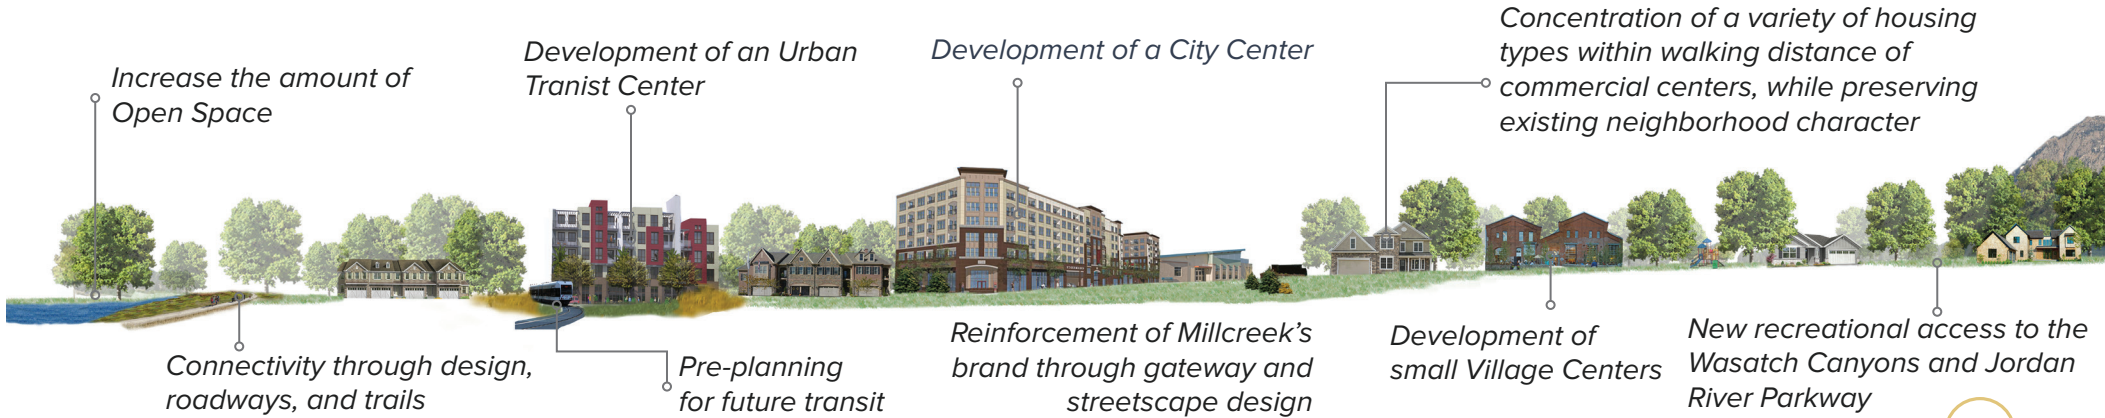 Increase the amount of
Open Space
Development of an Urban
Tranist Center
Development of a City Center
Concentration of a variety of housing
types within walking distance of
commercial centers, while preserving
existing neighborhood character
Connectivity through design,
roadways, and trails
Pre-planning
for future transit
Reinforcement of Millcreek's
brand through gateway and
streetscape design
Development of
small Village Centers
New recreational access to the
Wasatch Canyons and Jordan
River Parkway